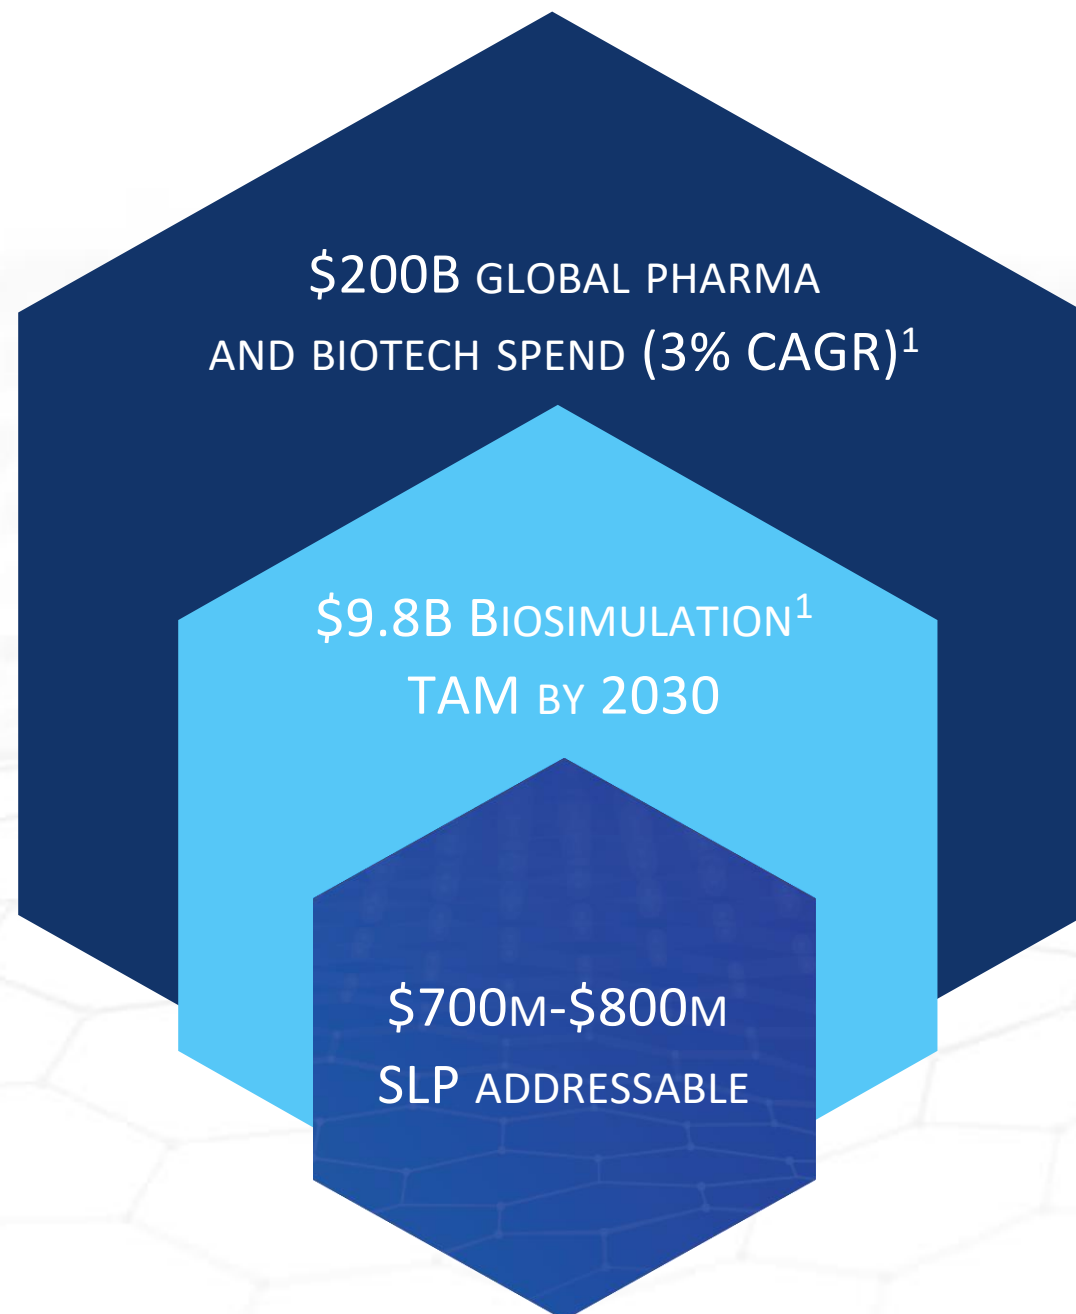 $200B GLOBAL PHARMA
AND BIOTECH SPEND (3% CAGR)¹
$9.8B BIOSIMULATION¹
TAM BY 2030
$700M-$800M
SLP ADDRESSABLE